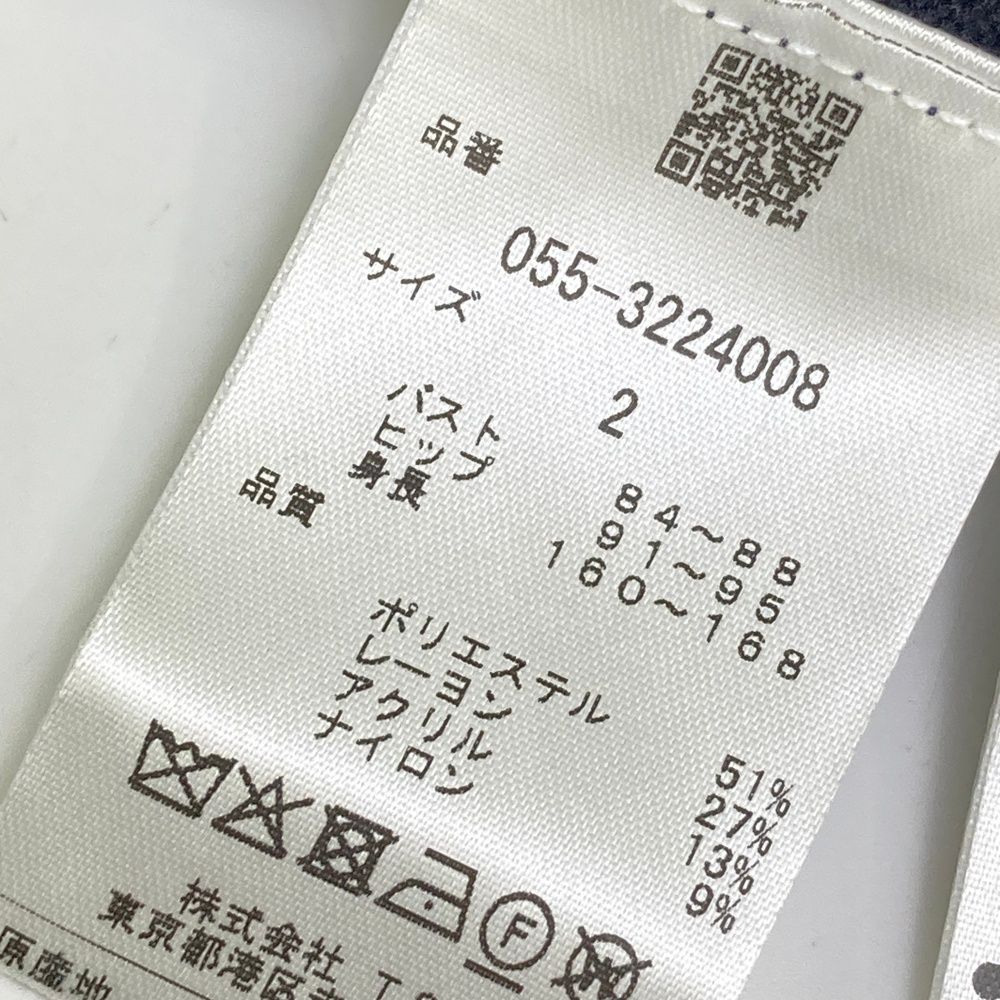 品番
055-3224008
サイズ
2
バスト 84～88
ヒップ 91～95
身長 160～168
品質
ポリエステル 51%
レーヨン 27%
アクリル 13%
ナイロン 9%
F
株式会社
東京都港区
原産地